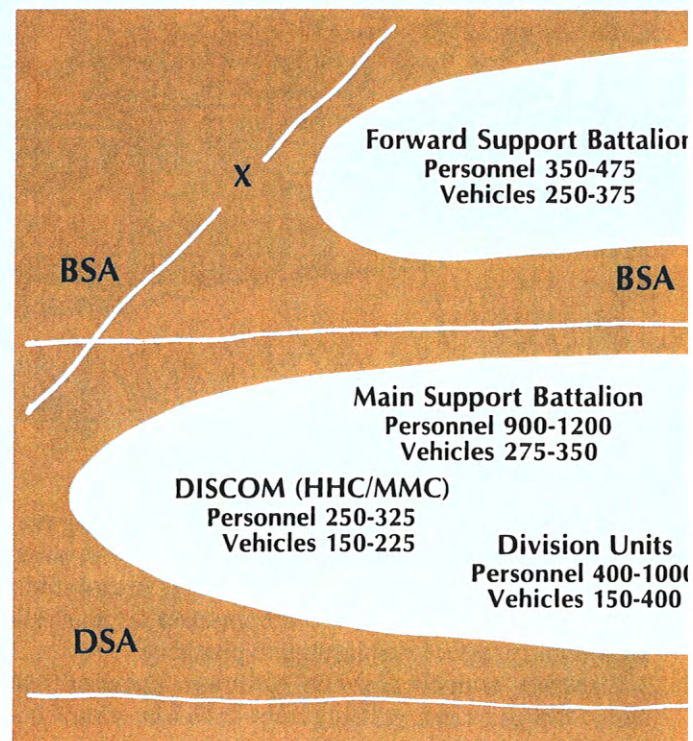 Forward Support Battalion
Personnel 350-475
Vehicles 250-375
X
BSA
BSA
Main Support Battalion
Personnel 900-1200
Vehicles 275-350
DISCOM (HHC/MMC)
Personnel 250-325
Vehicles 150-225
Division Units
Personnel 400-1000
Vehicles 150-400
DSA